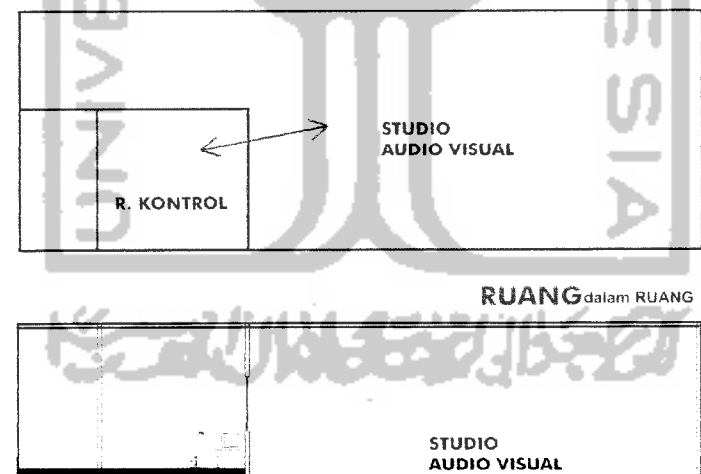 STUDIO
AUDIO VISUAL
R. KONTROL
RUANG dalam RUANG
STUDIO
AUDIO VISUAL